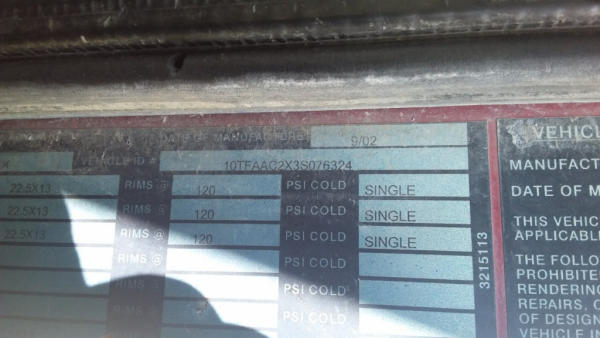 DATE OF MANUFACTURE 9/02
VEHICLE ID # 10TFAAC2X3S076324
22.5X13 RIMS @ 120 PSI COLD SINGLE
22.5X13 RIMS @ 120 PSI COLD SINGLE
22.5X13 RIMS @ 120 PSI COLD SINGLE
RIMS @ PSI COLD
RIMS @ PSI COLD
PSI COLD
3215113
VEHICL
MANUFACT
DATE OF M
THIS VEHIC
APPLICABL
THE FOLLO
PROHIBITE
RENDERING
REPAIRS, O
OF DESIGN
VEHICLE IN